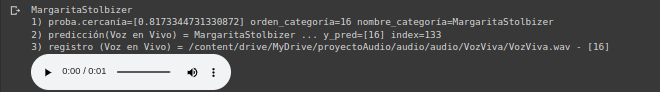 MargaritaStolbizer
1) proba.cercanía=[0.8173344731330872] orden_categoría=16 nombre_categoría=MargaritaStolbizer
2) predicción(Voz en Vivo) = MargaritaStolbizer ... y_pred=[16] index=133
3) registro (Voz en Vivo) = /content/drive/MyDrive/proyectoAudio/audio/audio/VozViva/VozViva.wav - [16]
0:00 / 0:01